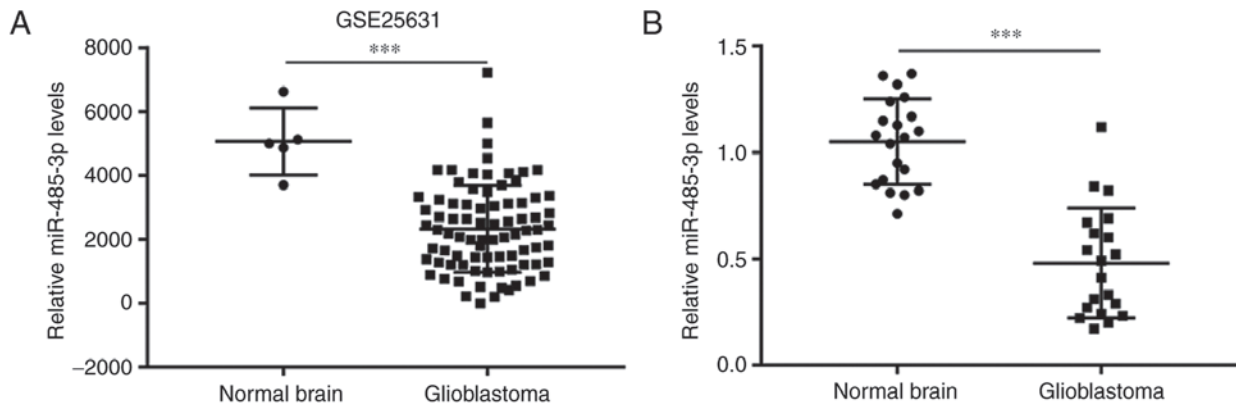 A
GSE25631
***
Relative miR-485-3p levels
8000
6000
4000
2000
0
−2000
Normal brain
Glioblastoma
B
***
Relative miR-485-3p levels
1.5
1.0
0.5
0.0
Normal brain
Glioblastoma